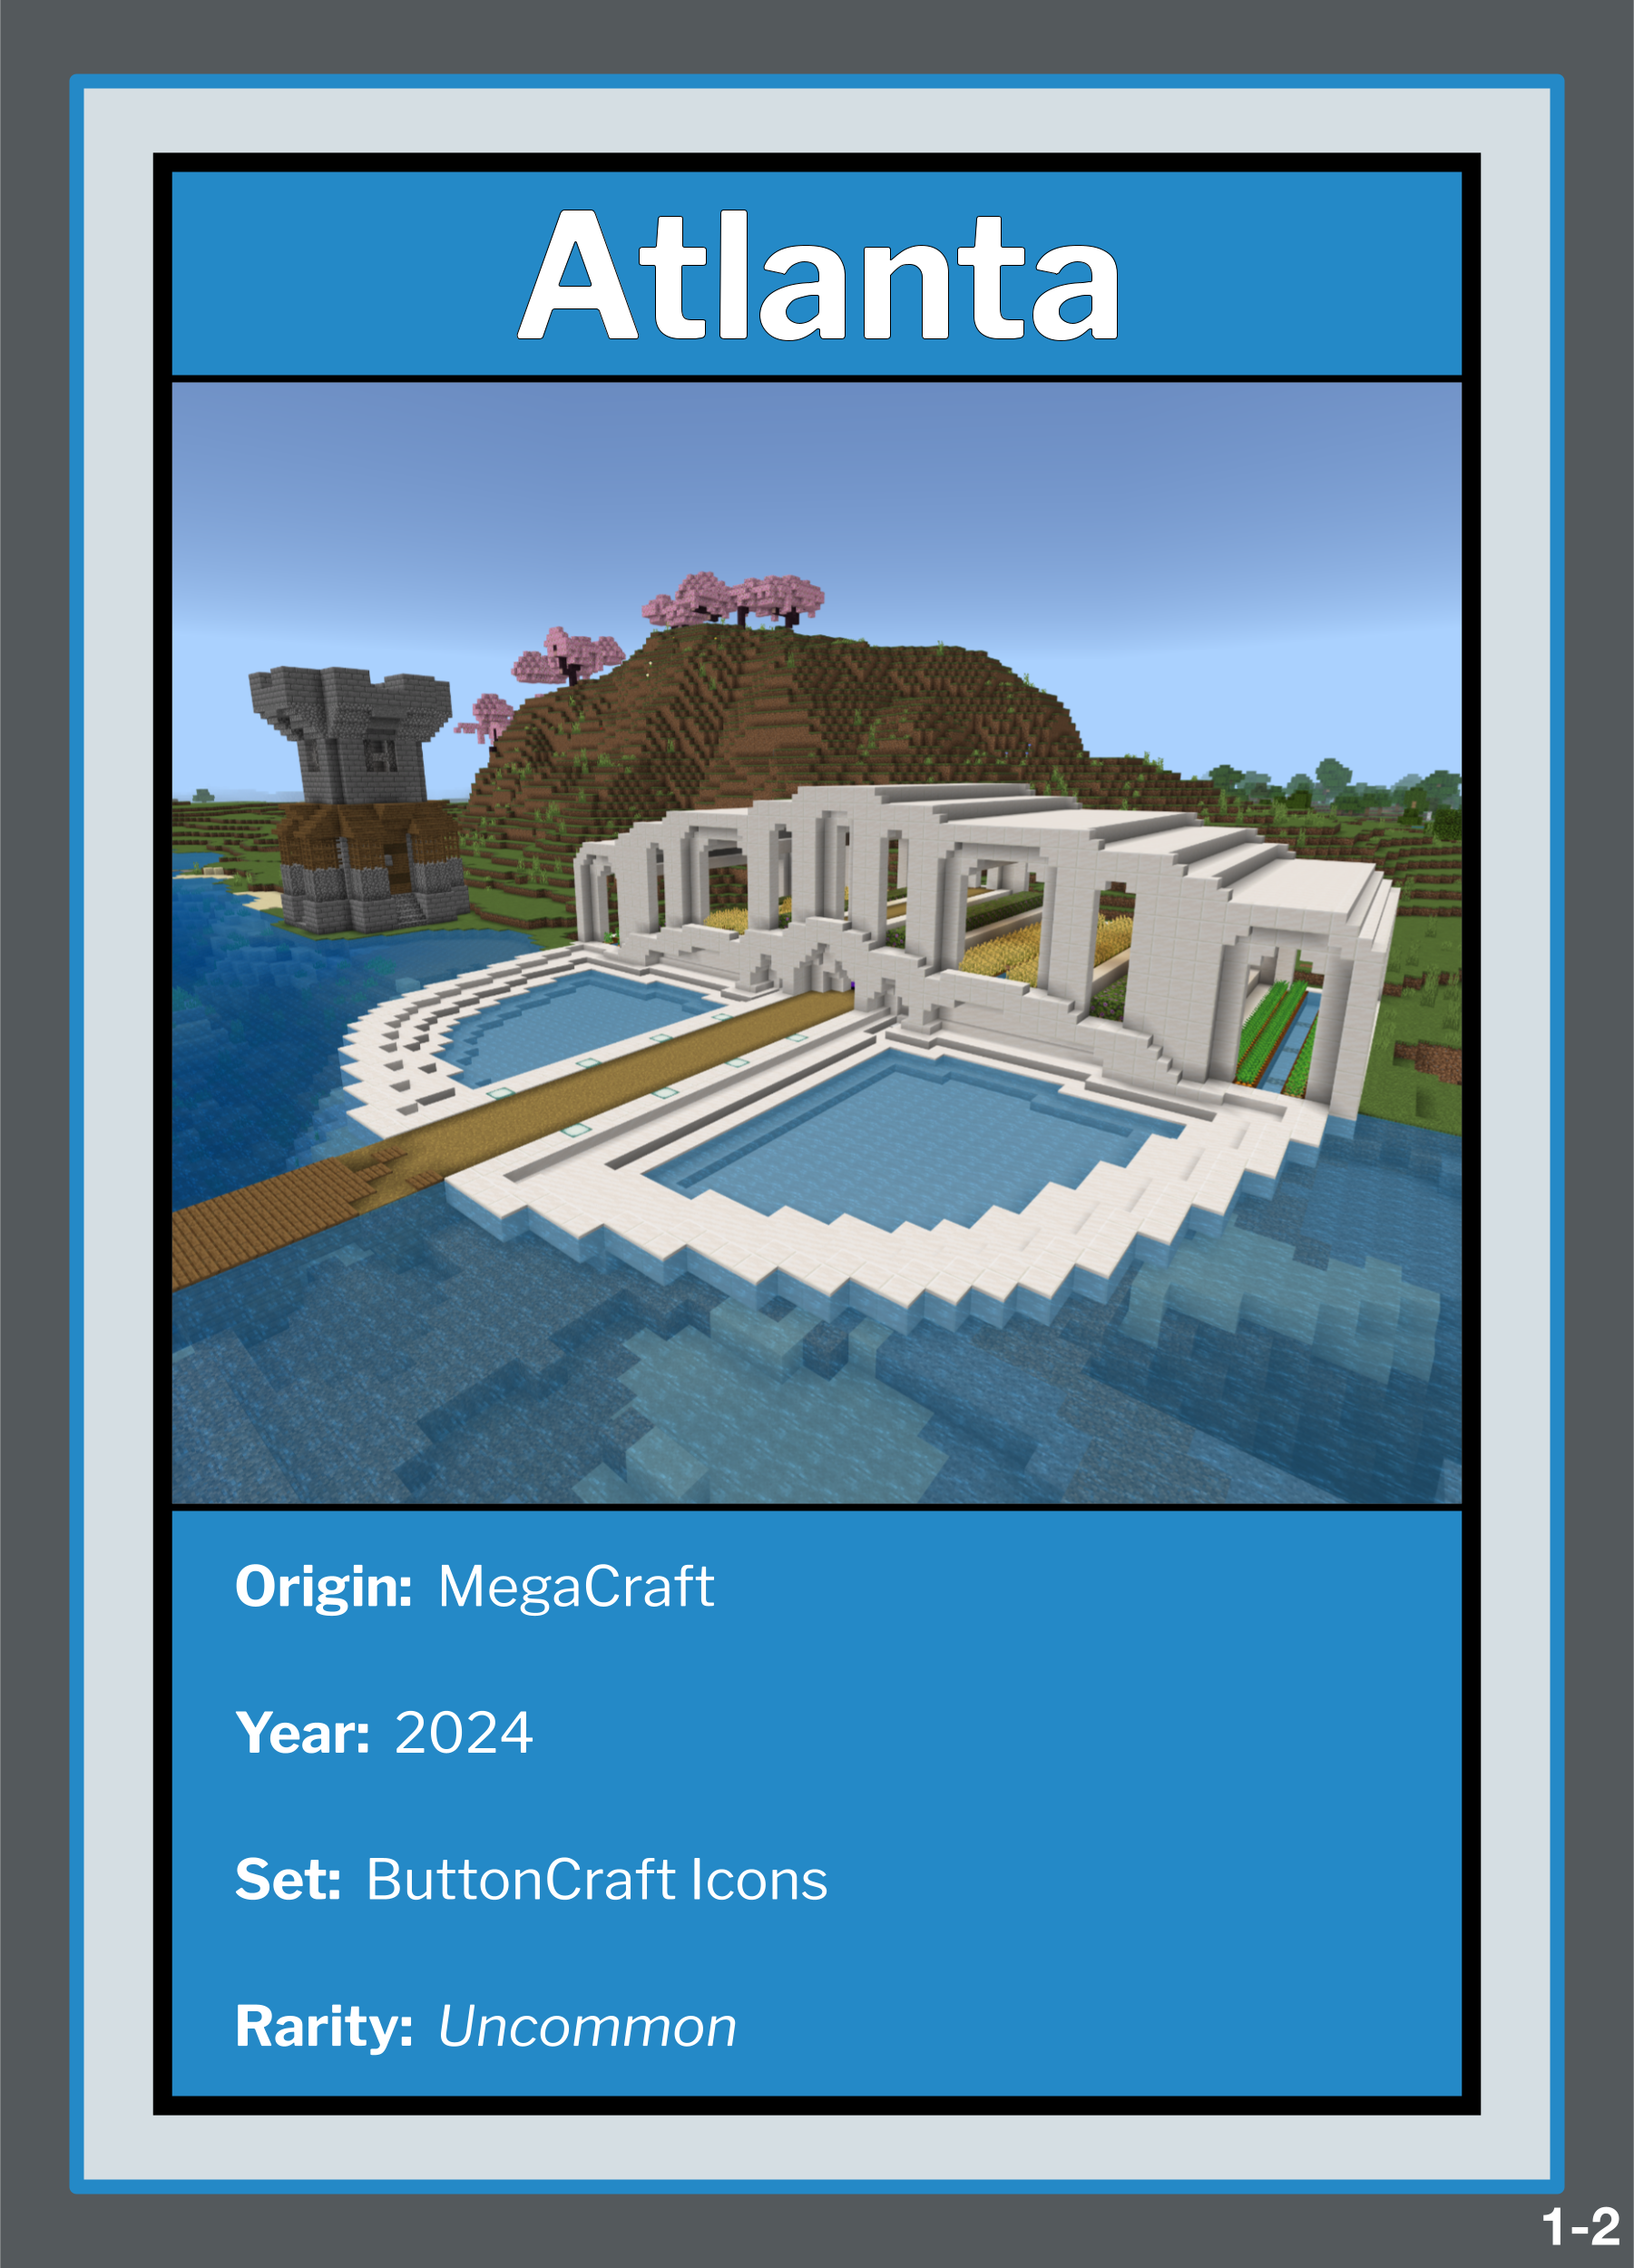 Atlanta
Origin: MegaCraft
Year: 2024
Set: ButtonCraft Icons
Rarity: Uncommon
1-2